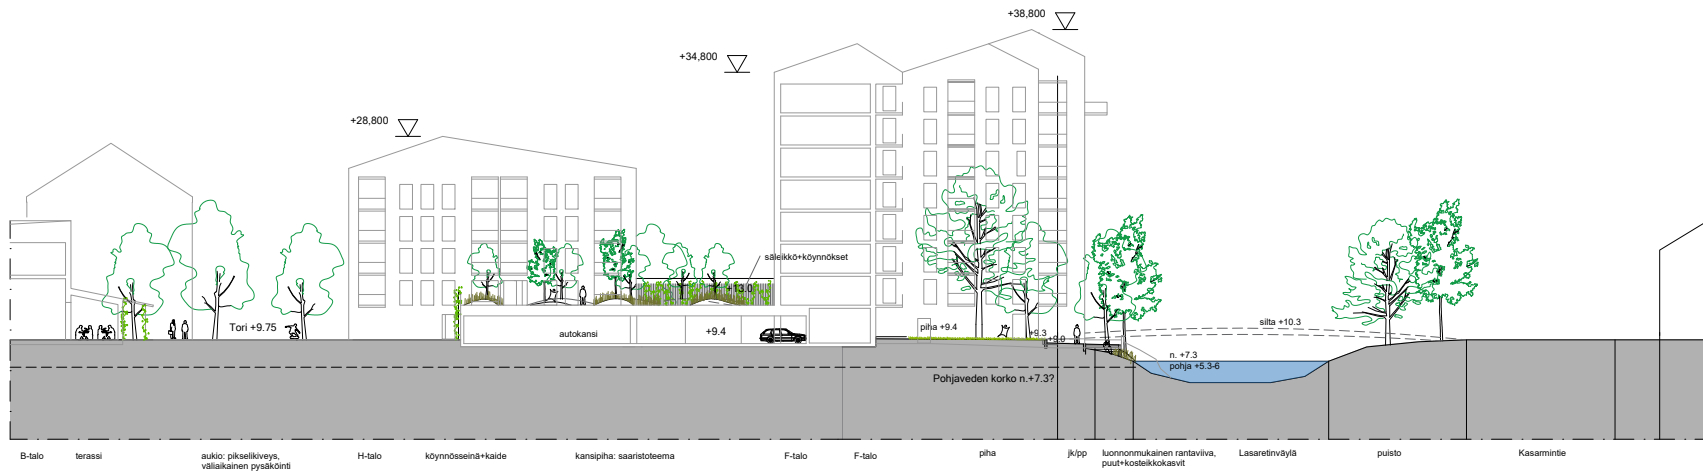 +38,800
+34,800
+28,800
säleikkö+köynnökset
+13.0
Tori +9.75
autokansi
+9.4
piha +9.4
+9.3
+9.0
silta +10.3
n. +7.3
pohja +5.3-6
Pohjaveden korko n.+7.3?
B-talo
terassi
aukio: pikselikiveys,
väliaikainen pysäköinti
H-talo
köynnösseinä+kaide
kansipiha: saaristoteema
F-talo
F-talo
piha
jk/pp
luonnonmukainen rantaviiva,
puut+kosteikkokasvit
Lasaretinväylä
puisto
Kasarmintie